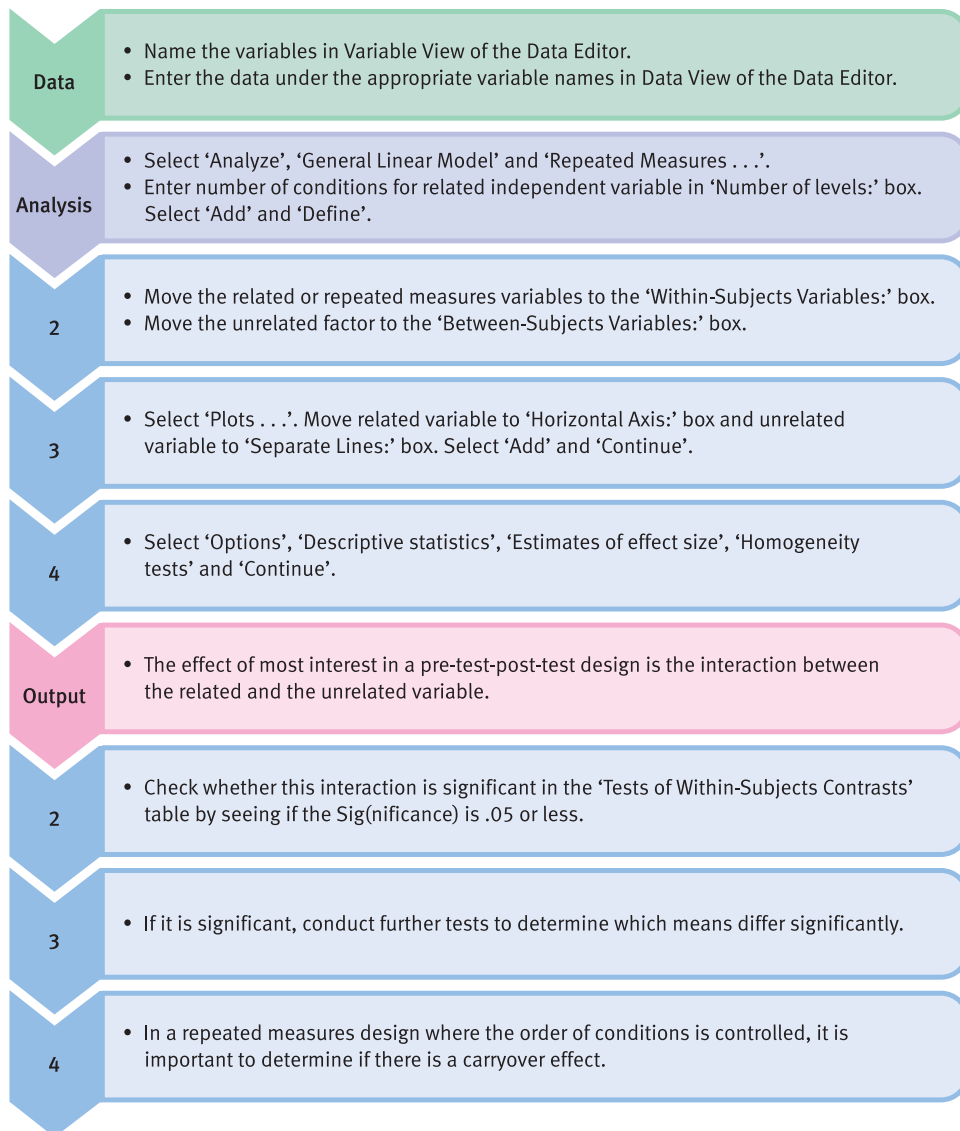 Data
• Name the variables in Variable View of the Data Editor.
• Enter the data under the appropriate variable names in Data View of the Data Editor.
Analysis
• Select ‘Analyze’, ‘General Linear Model’ and ‘Repeated Measures . . .’.
• Enter number of conditions for related independent variable in ‘Number of levels:’ box.
Select ‘Add’ and ‘Define’.
2
• Move the related or repeated measures variables to the ‘Within-Subjects Variables:’ box.
• Move the unrelated factor to the ‘Between-Subjects Variables:’ box.
3
• Select ‘Plots . . .’. Move related variable to ‘Horizontal Axis:’ box and unrelated
variable to ‘Separate Lines:’ box. Select ‘Add’ and ‘Continue’.
4
• Select ‘Options’, ‘Descriptive statistics’, ‘Estimates of effect size’, ‘Homogeneity
tests’ and ‘Continue’.
Output
• The effect of most interest in a pre-test-post-test design is the interaction between
the related and the unrelated variable.
2
• Check whether this interaction is significant in the ‘Tests of Within-Subjects Contrasts’
table by seeing if the Sig(nificance) is .05 or less.
3
• If it is significant, conduct further tests to determine which means differ significantly.
4
• In a repeated measures design where the order of conditions is controlled, it is
important to determine if there is a carryover effect.